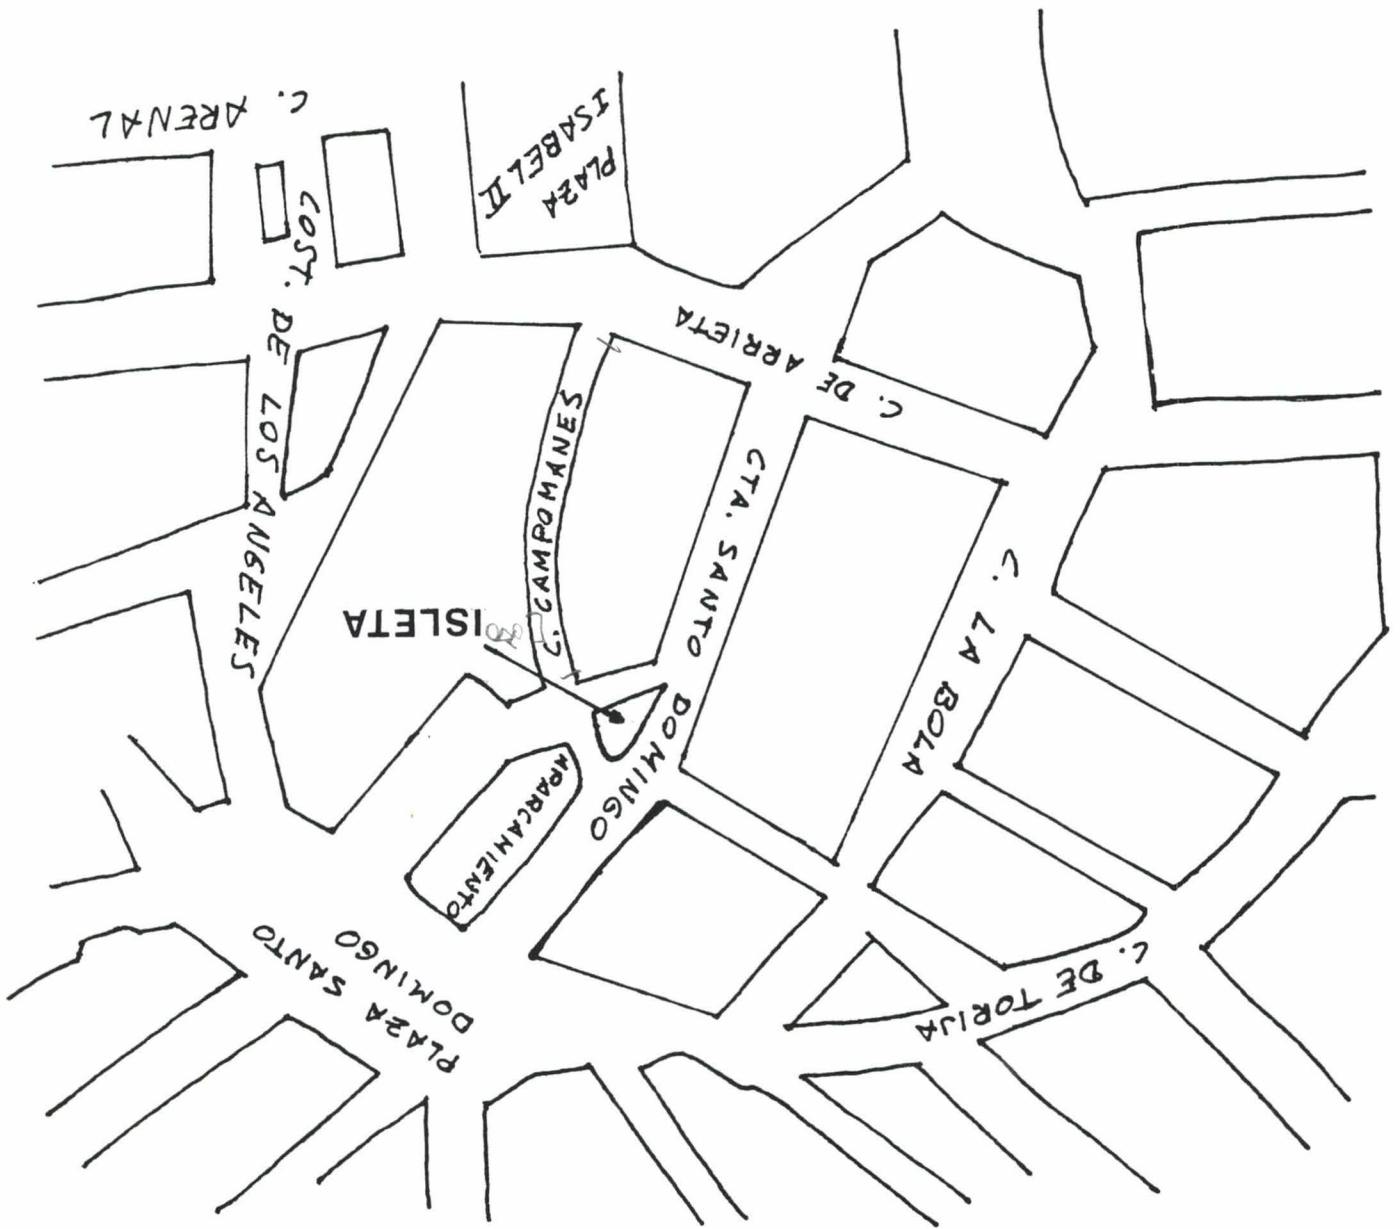 C. ARENAL
PLAZA
ISABEL II
COST. DE LOS ANGELES
C. DE ARRIETA
C. CAMPOMANES
CTA. SANTO DOMINGO
C. LA BOLA
ISLETA
APARCAMIENTO
PLAZA SANTO
DOMINGO
C. DE TORIJA